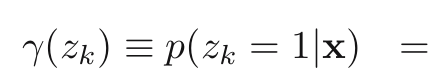 γ(z_k) ≡ p(z_k = 1|𝐱) =